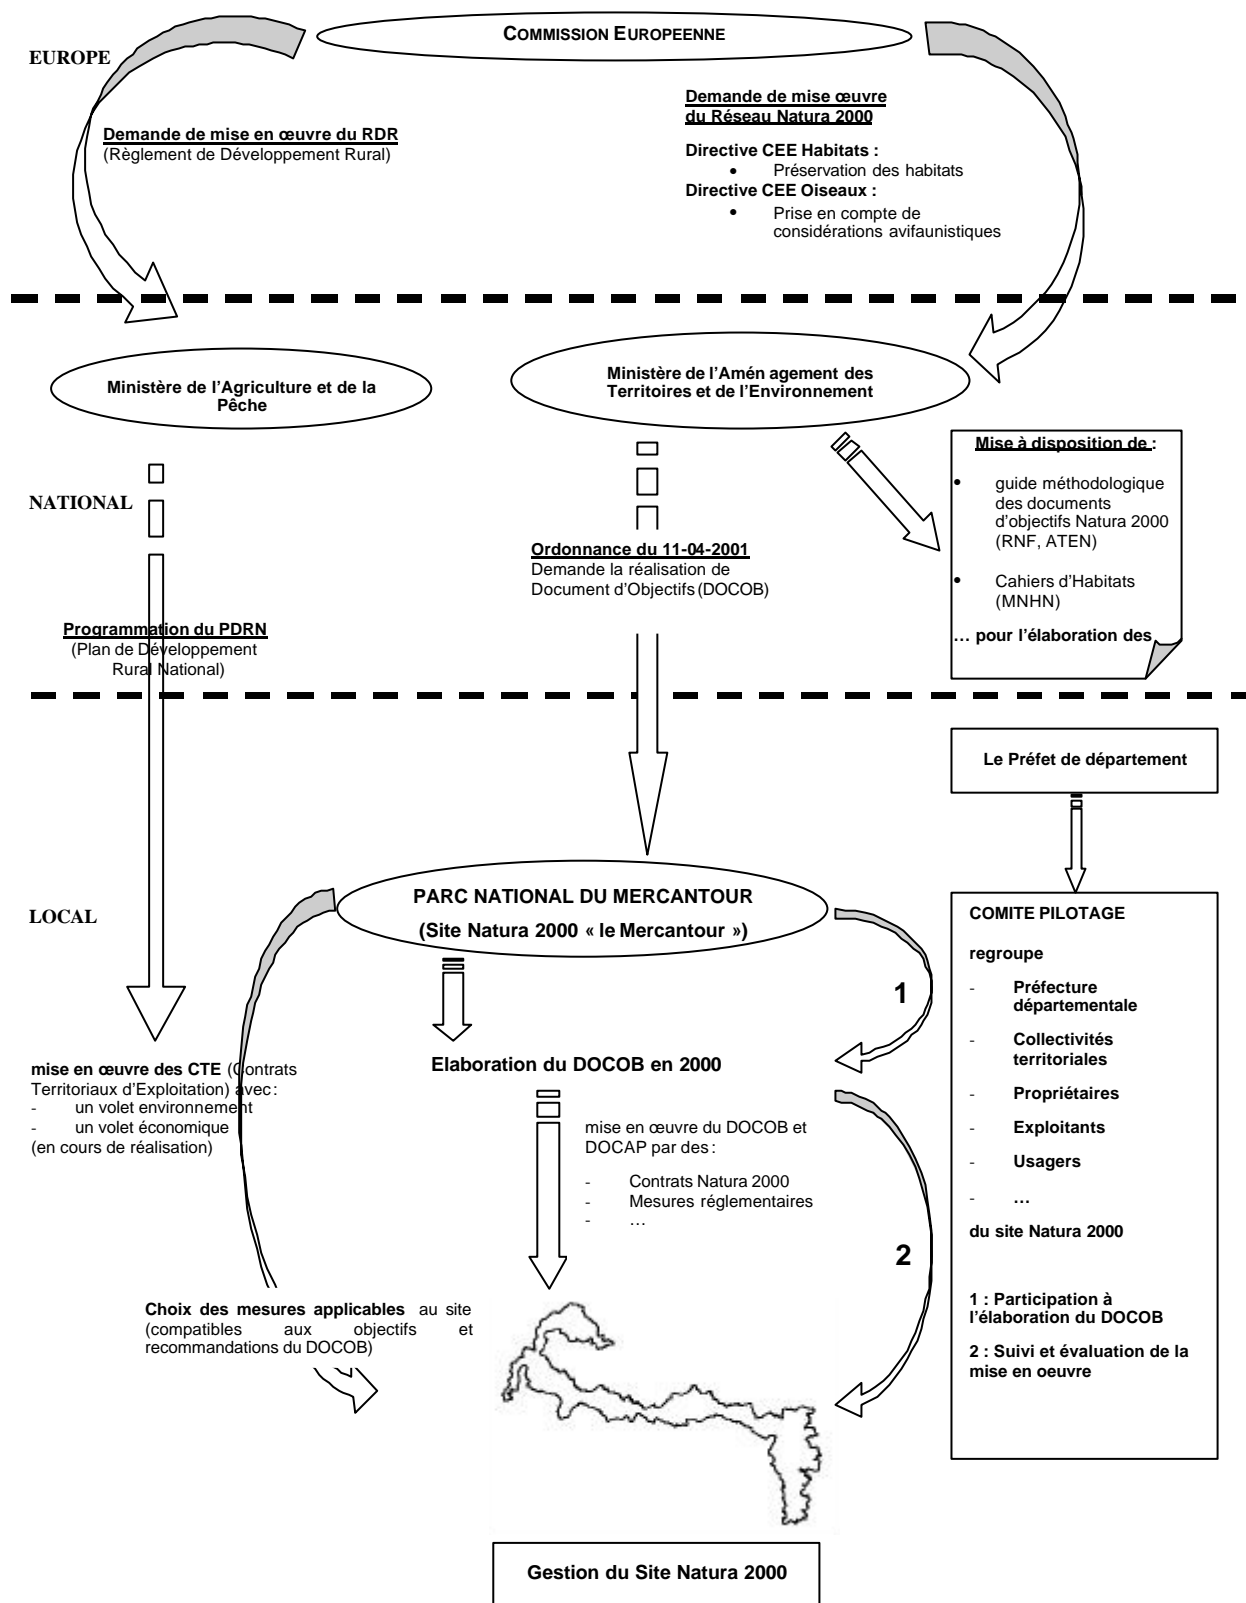 COMMISSION EUROPEENNE
EUROPE
Demande de mise en œuvre du RDR
(Règlement de Développement Rural)
Demande de mise œuvre
du Réseau Natura 2000
Directive CEE Habitats :
• Préservation des habitats
Directive CEE Oiseaux :
• Prise en compte de
considérations avifaunistiques
Ministère de l'Agriculture et de la
Pêche
Ministère de l'Amén agement des
Territoires et de l'Environnement
NATIONAL
Mise à disposition de :
• guide méthodologique
des documents
d'objectifs Natura 2000
(RNF, ATEN)
• Cahiers d'Habitats
(MNHN)
… pour l'élaboration des
Ordonnance du 11-04-2001
Demande la réalisation de
Document d'Objectifs (DOCOB)
Programmation du PDRN
(Plan de Développement
Rural National)
Le Préfet de département
LOCAL
PARC NATIONAL DU MERCANTOUR
(Site Natura 2000 « le Mercantour »)
1
Elaboration du DOCOB en 2000
mise en œuvre des CTE (Contrats
Territoriaux d'Exploitation) avec :
- un volet environnement
- un volet économique
(en cours de réalisation)
mise en œuvre du DOCOB et
DOCAP par des :
- Contrats Natura 2000
- Mesures réglementaires
- …
2
Choix des mesures applicables au site
(compatibles aux objectifs et
recommandations du DOCOB)
COMITE PILOTAGE
regroupe
- Préfecture
départementale
- Collectivités
territoriales
- Propriétaires
- Exploitants
- Usagers
- …
du site Natura 2000
1 : Participation à
l'élaboration du DOCOB
2 : Suivi et évaluation de la
mise en oeuvre
Gestion du Site Natura 2000